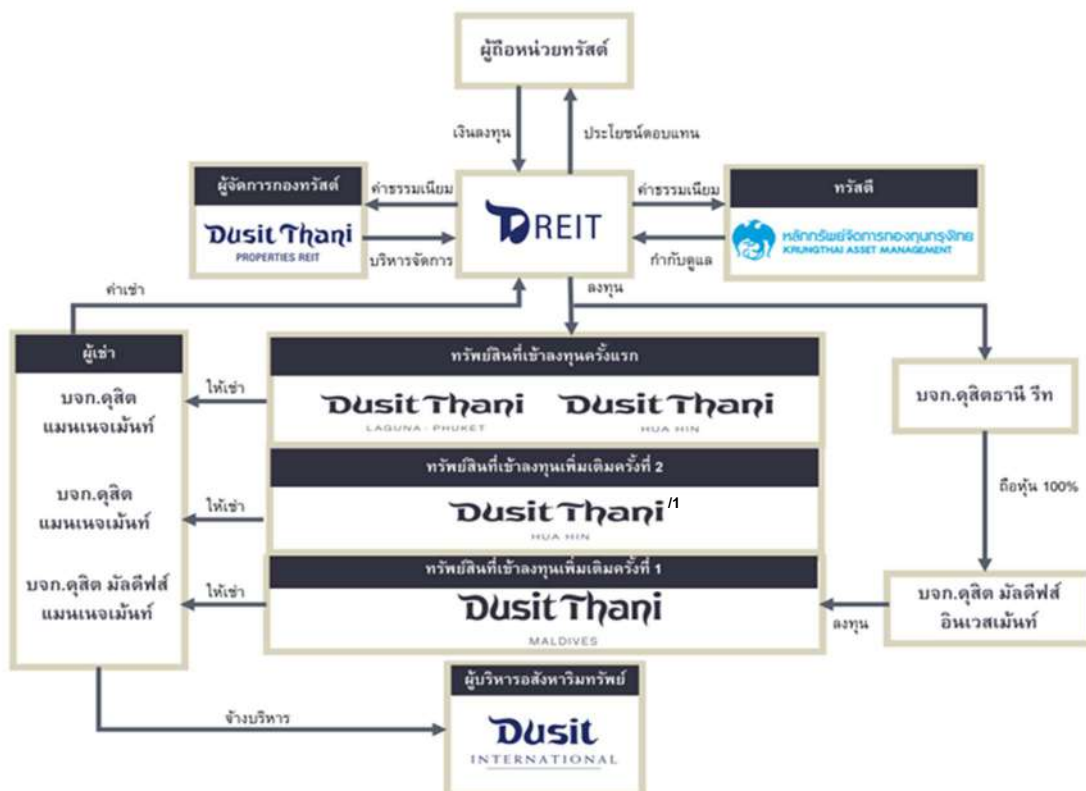 ผู้ถือหน่วยทรัสต์
เงินลงทุน
ประโยชน์ตอบแทน
ผู้จัดการกองทรัสต์
Dusit Thani
PROPERTIES REIT
ค่าธรรมเนียม
บริหารจัดการ
DREIT
ค่าธรรมเนียม
กำกับดูแล
ทรัสตี
หลักทรัพย์จัดการกองทุนกรุงไทย
KRUNGTHAI ASSET MANAGEMENT
ค่าเช่า
ลงทุน
ผู้เช่า
บจก.ดุสิต
แมนเนจเม้นท์
บจก.ดุสิต
แมนเนจเม้นท์
บจก.ดุสิต มัลดีฟส์
แมนเนจเม้นท์
ให้เช่า
ให้เช่า
ให้เช่า
ทรัพย์สินที่เข้าลงทุนครั้งแรก
Dusit Thani
LAGUNA - PHUKET
Dusit Thani
HUA HIN
ทรัพย์สินที่เข้าลงทุนเพิ่มเติมครั้งที่ 2
Dusit Thani /1
HUA HIN
ทรัพย์สินที่เข้าลงทุนเพิ่มเติมครั้งที่ 1
Dusit Thani
MALDIVES
บจก.ดุสิตธานี รีท
ถือหุ้น 100%
บจก.ดุสิต มัลดีฟส์
อินเวสเม้นท์
ลงทุน
จ้างบริหาร
ผู้บริหารอสังหาริมทรัพย์
Dusit
INTERNATIONAL